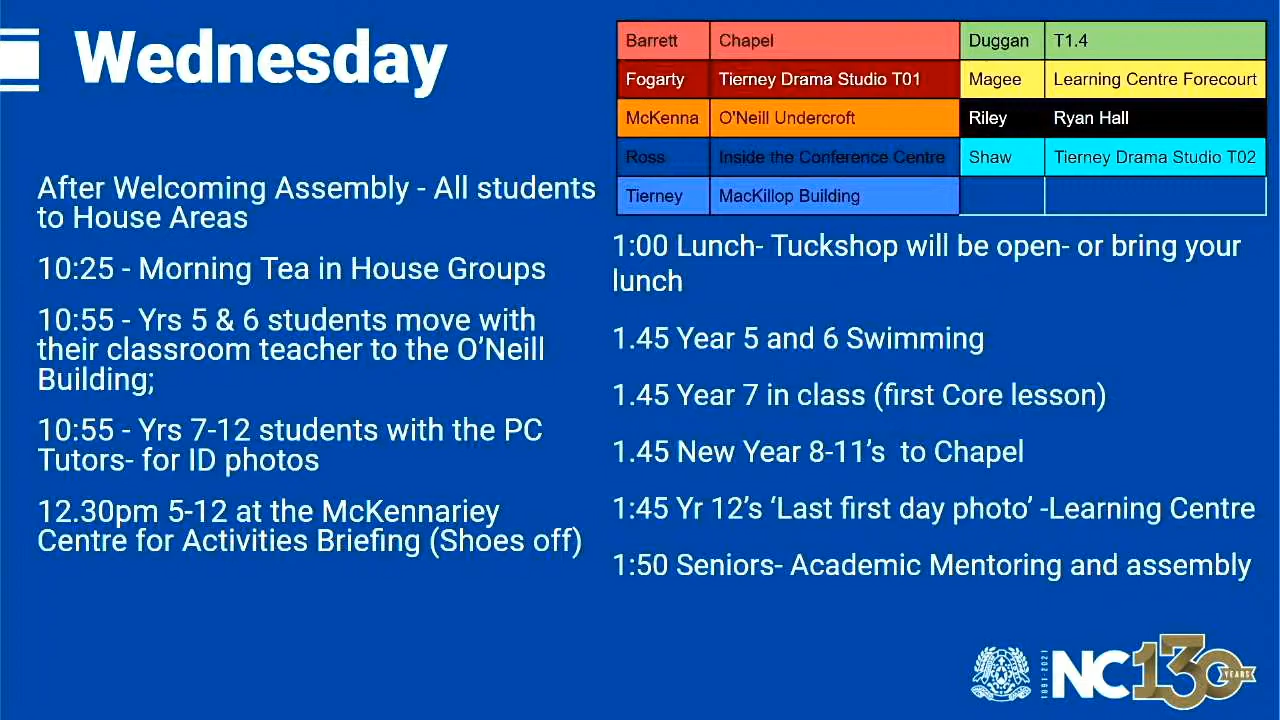 Wednesday
Barrett Chapel Duggan T1.4
Fogarty Tierney Drama Studio T01 Magee Learning Centre Forecourt
McKenna O'Neill Undercroft Riley Ryan Hall
Ross Inside the Conference Centre Shaw Tierney Drama Studio T02
Tierney MacKillop Building
After Welcoming Assembly - All students
to House Areas
10:25 - Morning Tea in House Groups
10:55 - Yrs 5 & 6 students move with
their classroom teacher to the O’Neill
Building;
10:55 - Yrs 7-12 students with the PC
Tutors- for ID photos
12.30pm 5-12 at the McKennariey
Centre for Activities Briefing (Shoes off)
1:00 Lunch- Tuckshop will be open- or bring your
lunch
1.45 Year 5 and 6 Swimming
1.45 Year 7 in class (first Core lesson)
1.45 New Year 8-11’s to Chapel
1:45 Yr 12’s ‘Last first day photo’ -Learning Centre
1:50 Seniors- Academic Mentoring and assembly
1891-2021
NC130
YEARS